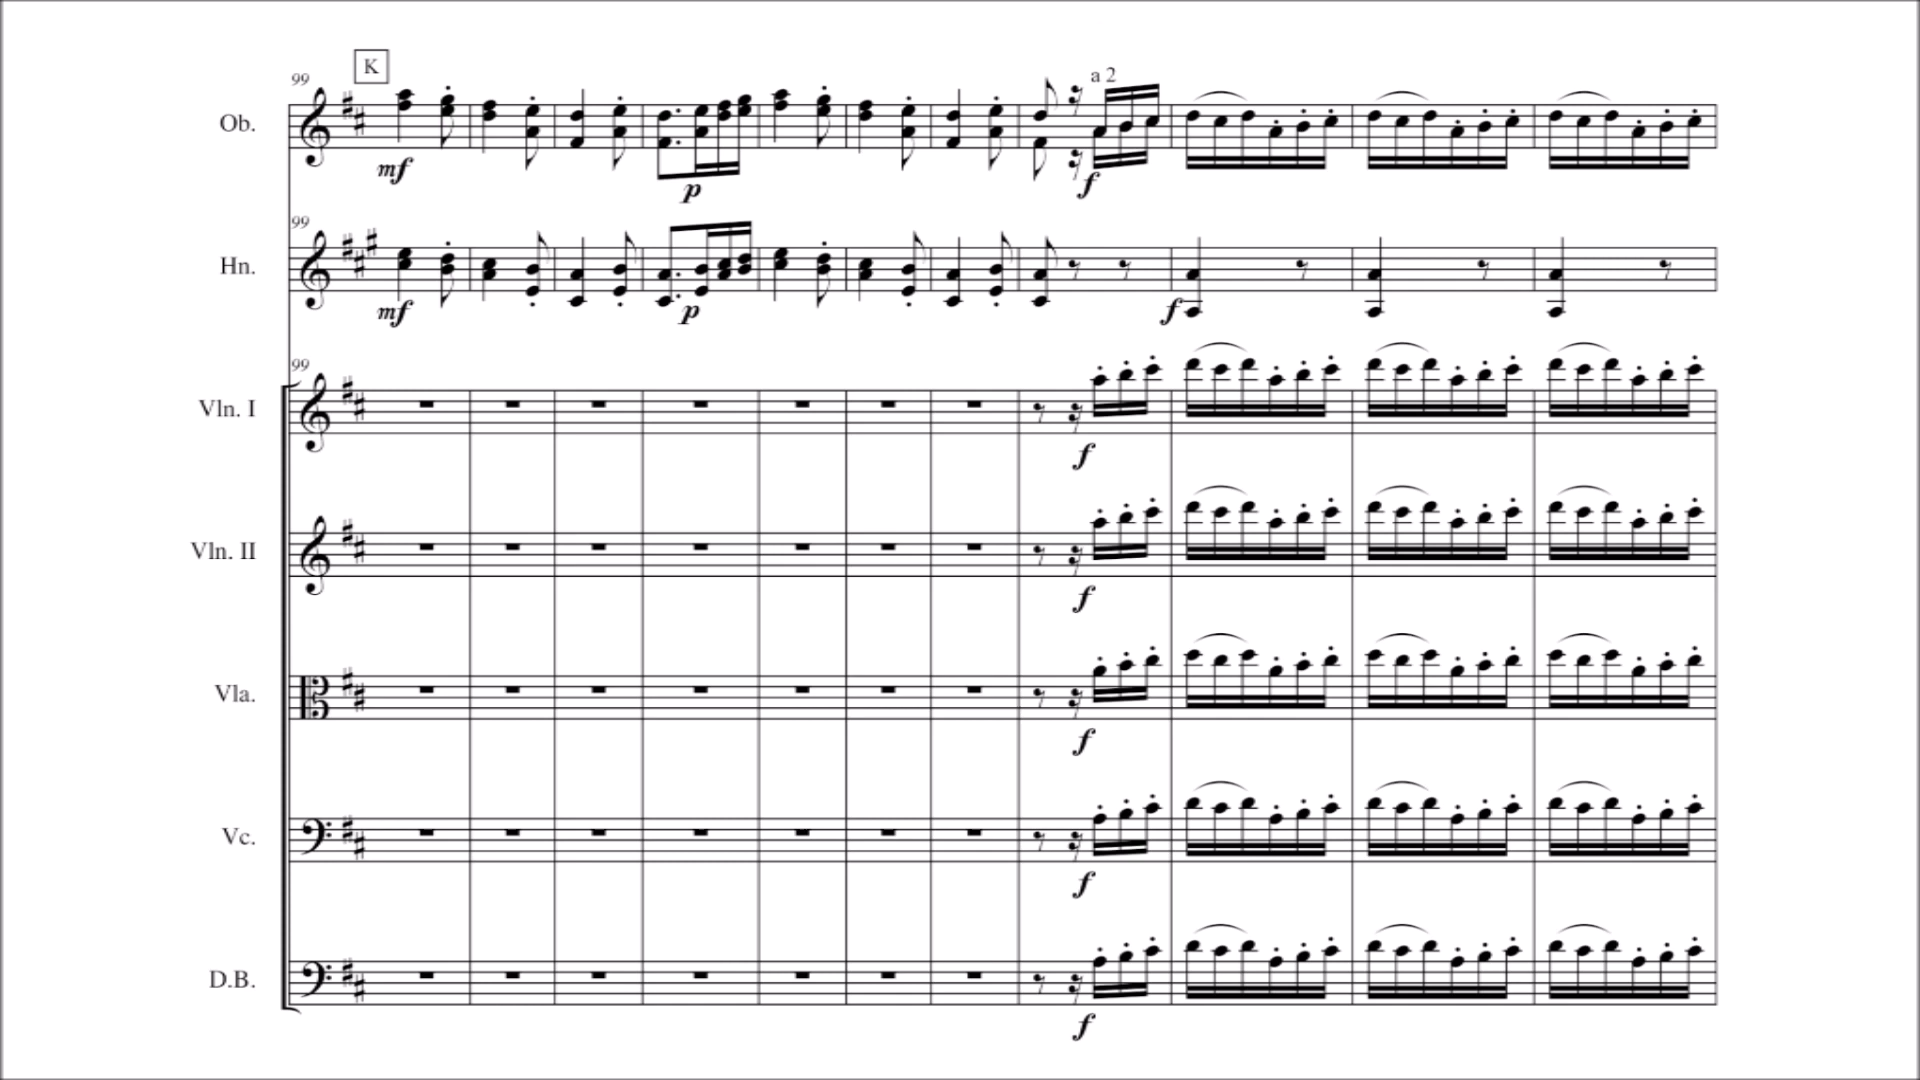 K
99
a 2
Ob.
mf
p
f
99
Hn.
mf
p
f
99
Vln. I
f
Vln. II
f
Vla.
f
Vc.
f
D.B.
f